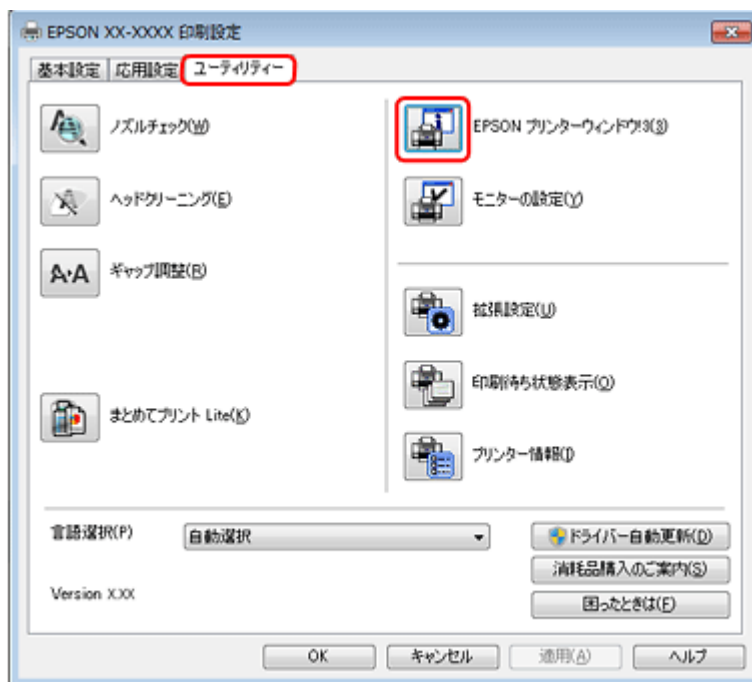 EPSON XX-XXXX 印刷設定
基本設定 応用設定 ユーティリティー
ノズルチェック(W)
ヘッドクリーニング(E)
ギャップ調整(R)
まとめてプリント Lite(K)
EPSON プリンターウィンドウ!3(3)
モニターの設定(Y)
拡張設定(U)
印刷待ち状態表示(O)
プリンター情報(I)
言語選択(P) 自動選択
Version X.XX
ドライバー自動更新(D)
消耗品購入のご案内(S)
困ったときは(F)
OK キャンセル 適用(A) ヘルプ